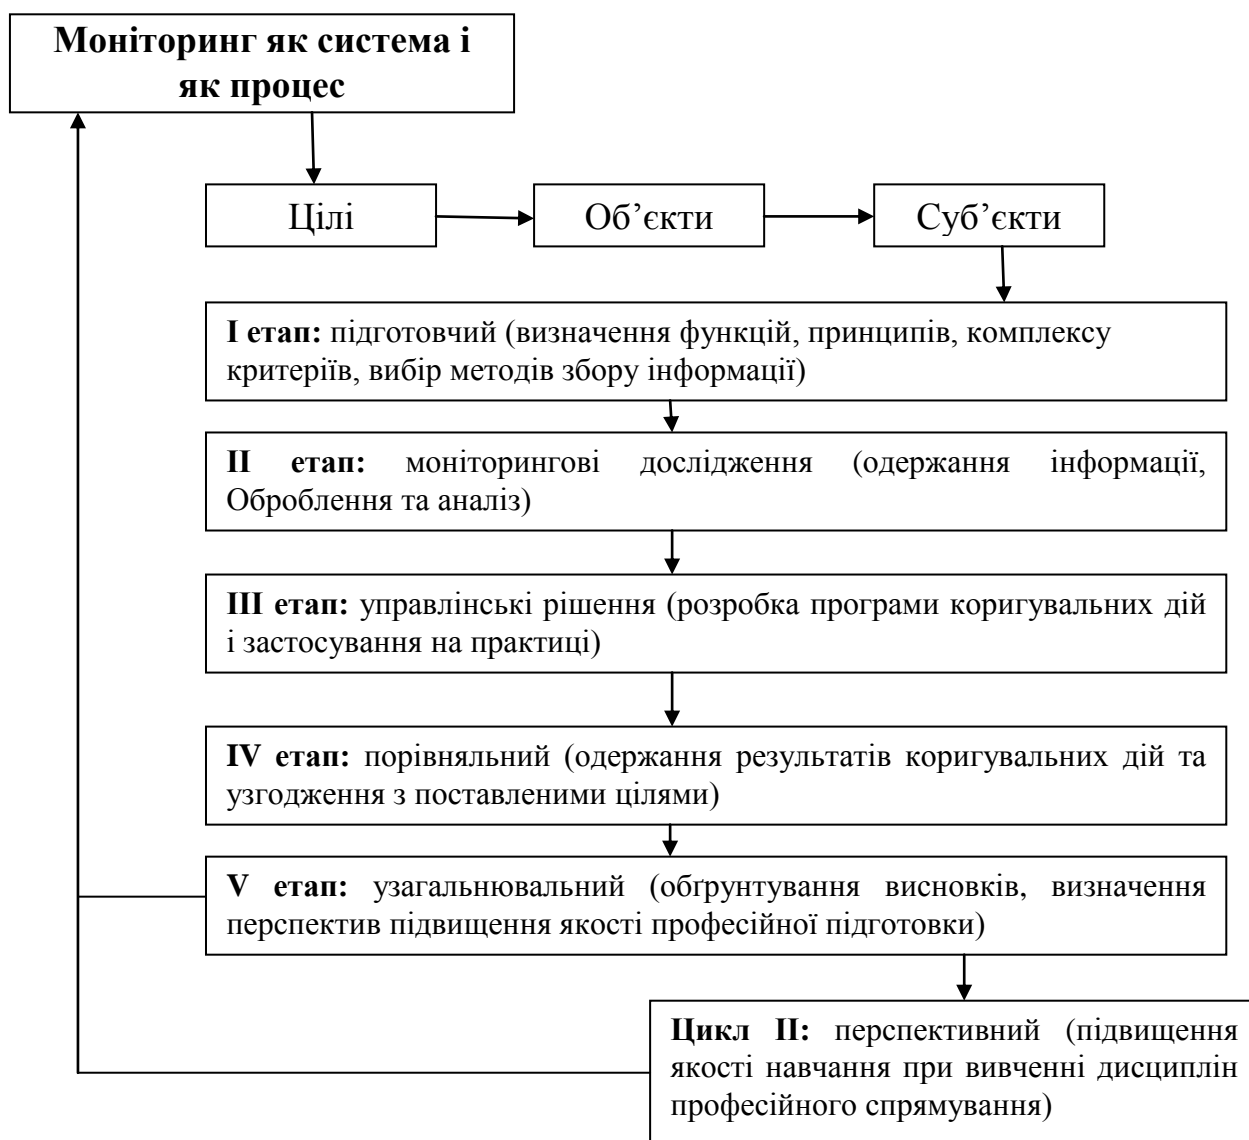 Моніторинг як система і
як процес
Цілі
Об’єкти
Суб’єкти
І етап: підготовчий (визначення функцій, принципів, комплексу
критеріїв, вибір методів збору інформації)
ІІ етап: моніторингові дослідження (одержання інформації,
Оброблення та аналіз)
ІІІ етап: управлінські рішення (розробка програми коригувальних дій
і застосування на практиці)
IV етап: порівняльний (одержання результатів коригувальних дій та
узгодження з поставленими цілями)
V етап: узагальнювальний (обґрунтування висновків, визначення
перспектив підвищення якості професійної підготовки)
Цикл ІІ: перспективний (підвищення
якості навчання при вивченні дисциплін
професійного спрямування)